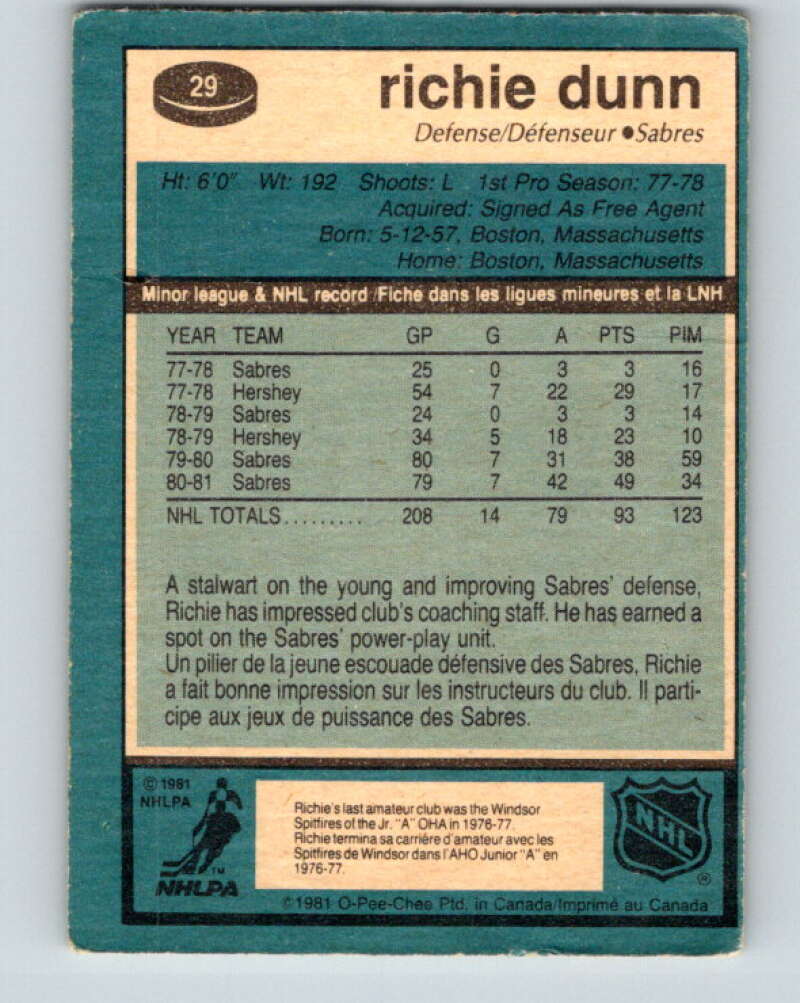 29
richie dunn
Defense/Défenseur ●Sabres
Ht: 6'0" Wt: 192 Shoots: L 1st Pro Season: 77-78
Acquired: Signed As Free Agent
Born: 5-12-57, Boston, Massachusetts
Home: Boston, Massachusetts
Minor league & NHL record /Fiche dans les ligues mineures et la LNH
YEAR TEAM GP G A PTS PIM
77-78 Sabres 25 0 3 3 16
77-78 Hershey 54 7 22 29 17
78-79 Sabres 24 0 3 3 14
78-79 Hershey 34 5 18 23 10
79-80 Sabres 80 7 31 38 59
80-81 Sabres 79 7 42 49 34
NHL TOTALS......... 208 14 79 93 123
A stalwart on the young and improving Sabres' defense,
Richie has impressed club's coaching staff. He has earned a
spot on the Sabres' power-play unit.
Un pilier de la jeune escouade défensive des Sabres, Richie
a fait bonne impression sur les instructeurs du club. Il parti-
cipe aux jeux de puissance des Sabres.
© 1981
NHLPA
TM
NHLPA
Richie's last amateur club was the Windsor
Spitfires of the Jr. "A" OHA in 1976-77.
Richie termina sa carrière d'amateur avec les
Spitfires de Windsor dans l'AHO Junior "A" en
1976-77.
NHL
®
©1981 O-Pee-Chee Ptd. in Canada/Imprimé au Canada